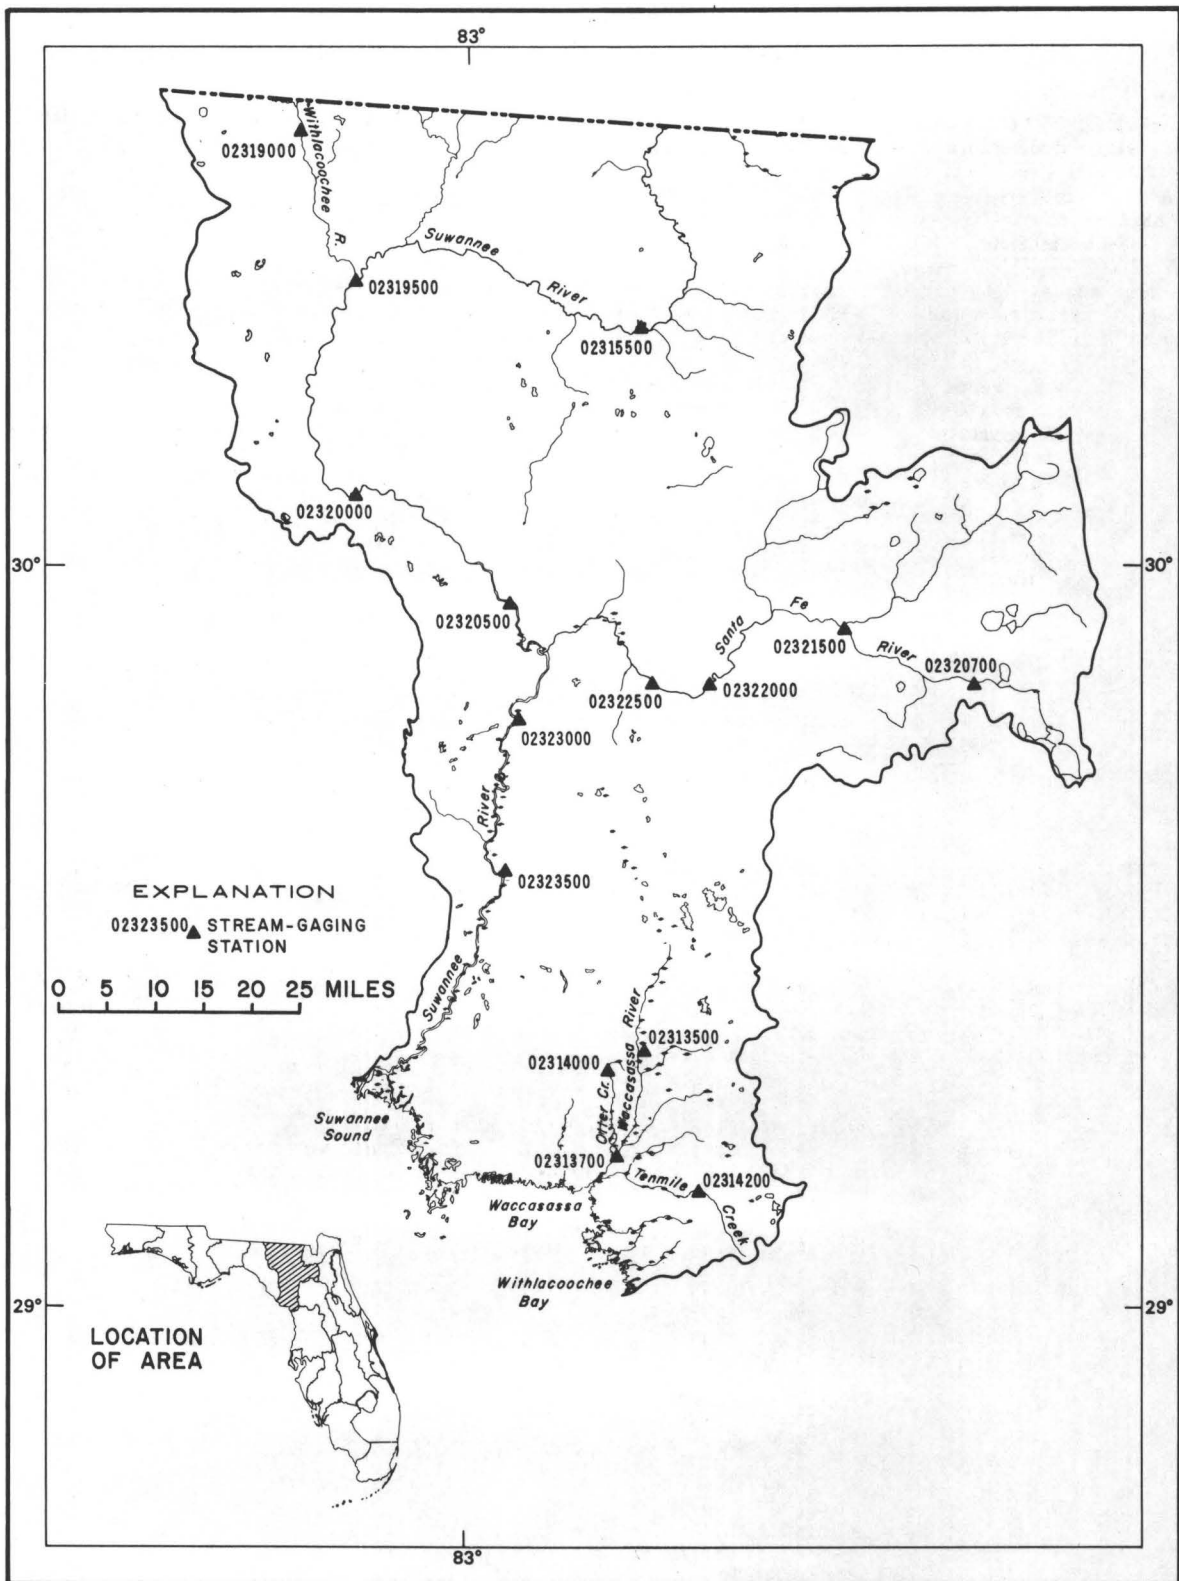 83°
02319000
Withlacoochee R.
Suwannee River
02319500
02315500
02320000
30°
30°
02320500
Santa Fe River
02321500
02320700
02322500
02322000
02323000
River
02323500
EXPLANATION
02323500 STREAM-GAGING
STATION
0 5 10 15 20 25 MILES
Suwannee
Waccasassa River
02313500
02314000
Otter Cr.
Suwannee
Sound
02313700
Tenmile Creek
02314200
Waccasassa
Bay
Withlacoochee
Bay
29°
29°
LOCATION
OF AREA
83°